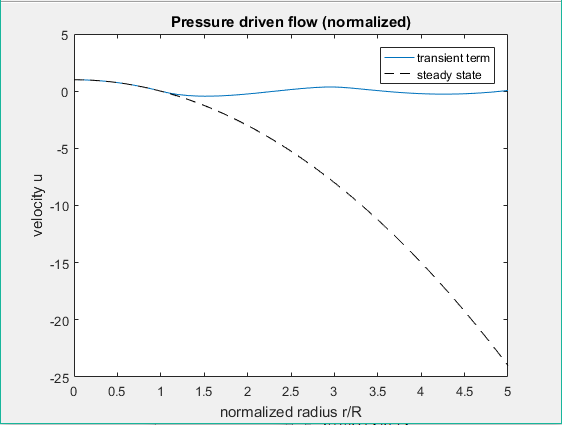 Pressure driven flow (normalized)
transient term
steady state
5
0
-5
-10
-15
-20
-25
velocity u
0 0.5 1 1.5 2 2.5 3 3.5 4 4.5 5
normalized radius r/R